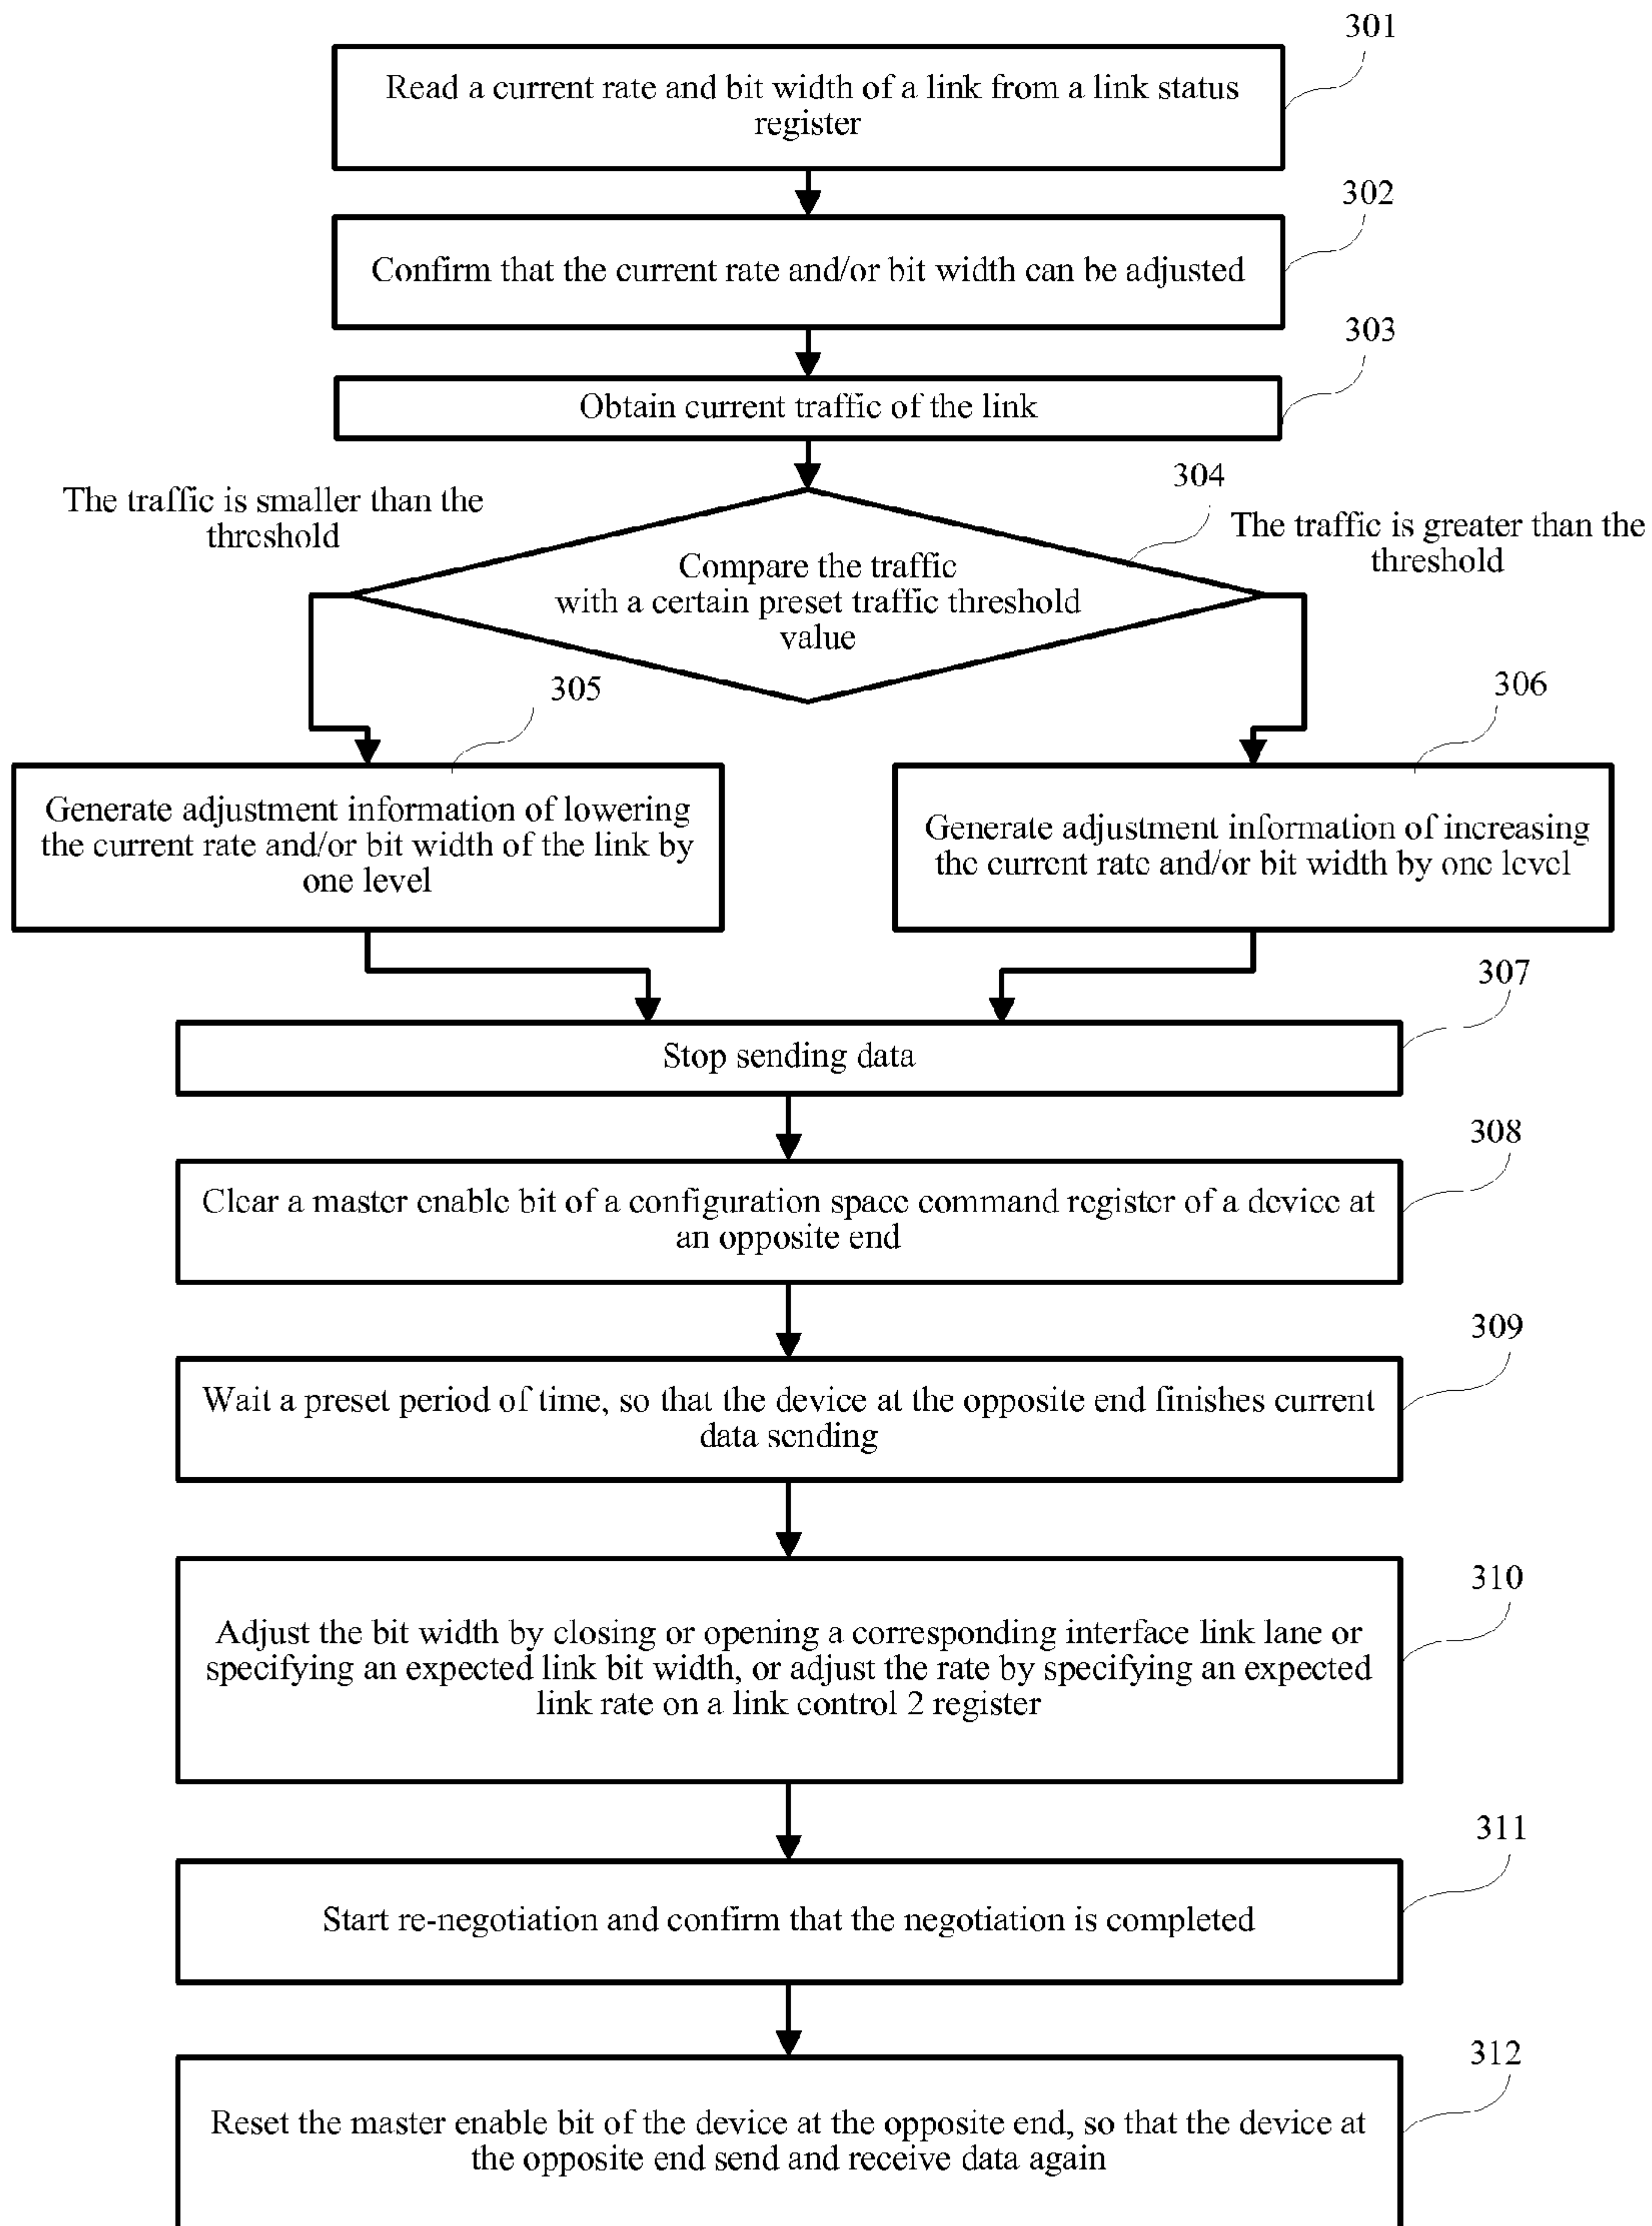 301
Read a current rate and bit width of a link from a link status
register
302
Confirm that the current rate and/or bit width can be adjusted
303
Obtain current traffic of the link
304
The traffic is smaller than the
threshold
The traffic is greater than the
threshold
Compare the traffic
with a certain preset traffic threshold
value
305
306
Generate adjustment information of lowering
the current rate and/or bit width of the link by
one level
Generate adjustment information of increasing
the current rate and/or bit width by one level
307
Stop sending data
308
Clear a master enable bit of a configuration space command register of a device at
an opposite end
309
Wait a preset period of time, so that the device at the opposite end finishes current
data sending
310
Adjust the bit width by closing or opening a corresponding interface link lane or
specifying an expected link bit width, or adjust the rate by specifying an expected
link rate on a link control 2 register
311
Start re-negotiation and confirm that the negotiation is completed
312
Reset the master enable bit of the device at the opposite end, so that the device at
the opposite end send and receive data again